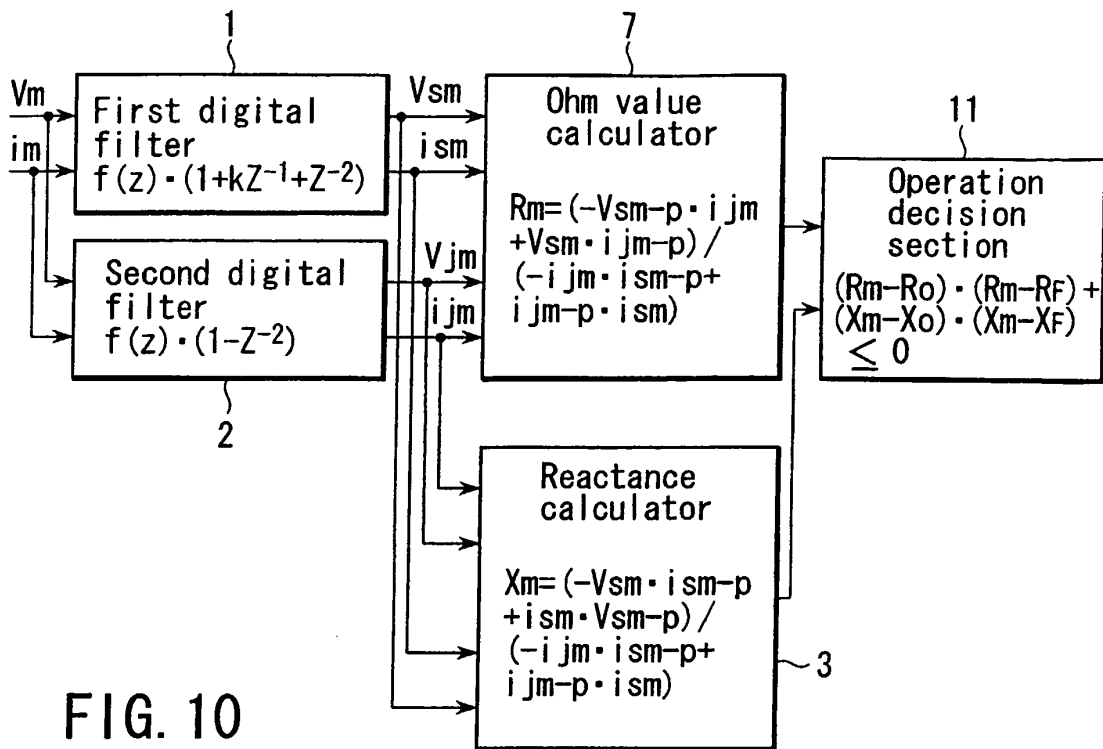 1
Vm
im
First digital
filter
f(z)·(1+kZ⁻¹+Z⁻²)
Vsm
ism
Second digital
filter
f(z)·(1-Z⁻²)
2
Vjm
ijm
7
Ohm value
calculator
Rm=(-Vsm-p·ijm
+Vsm·ijm-p)/
(-ijm·ism-p+
ijm-p·ism)
11
Operation
decision
section
(Rm-Ro)·(Rm-RF)+
(Xm-Xo)·(Xm-XF)
≤ 0
Reactance
calculator
Xm=(-Vsm·ism-p
+ism·Vsm-p)/
(-ijm·ism-p+
ijm-p·ism)
3
FIG. 10